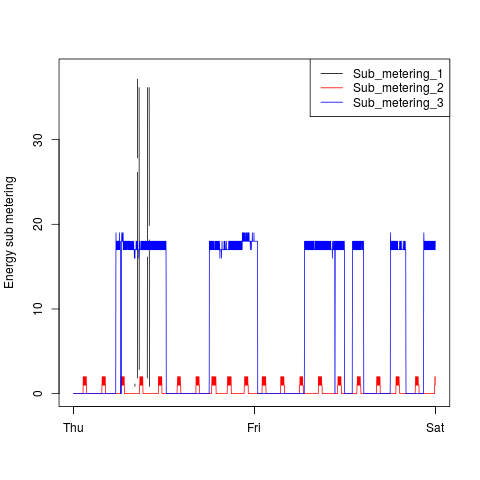 Sub_metering_1
Sub_metering_2
Sub_metering_3
Energy sub metering
30
20
10
0
Thu Fri Sat